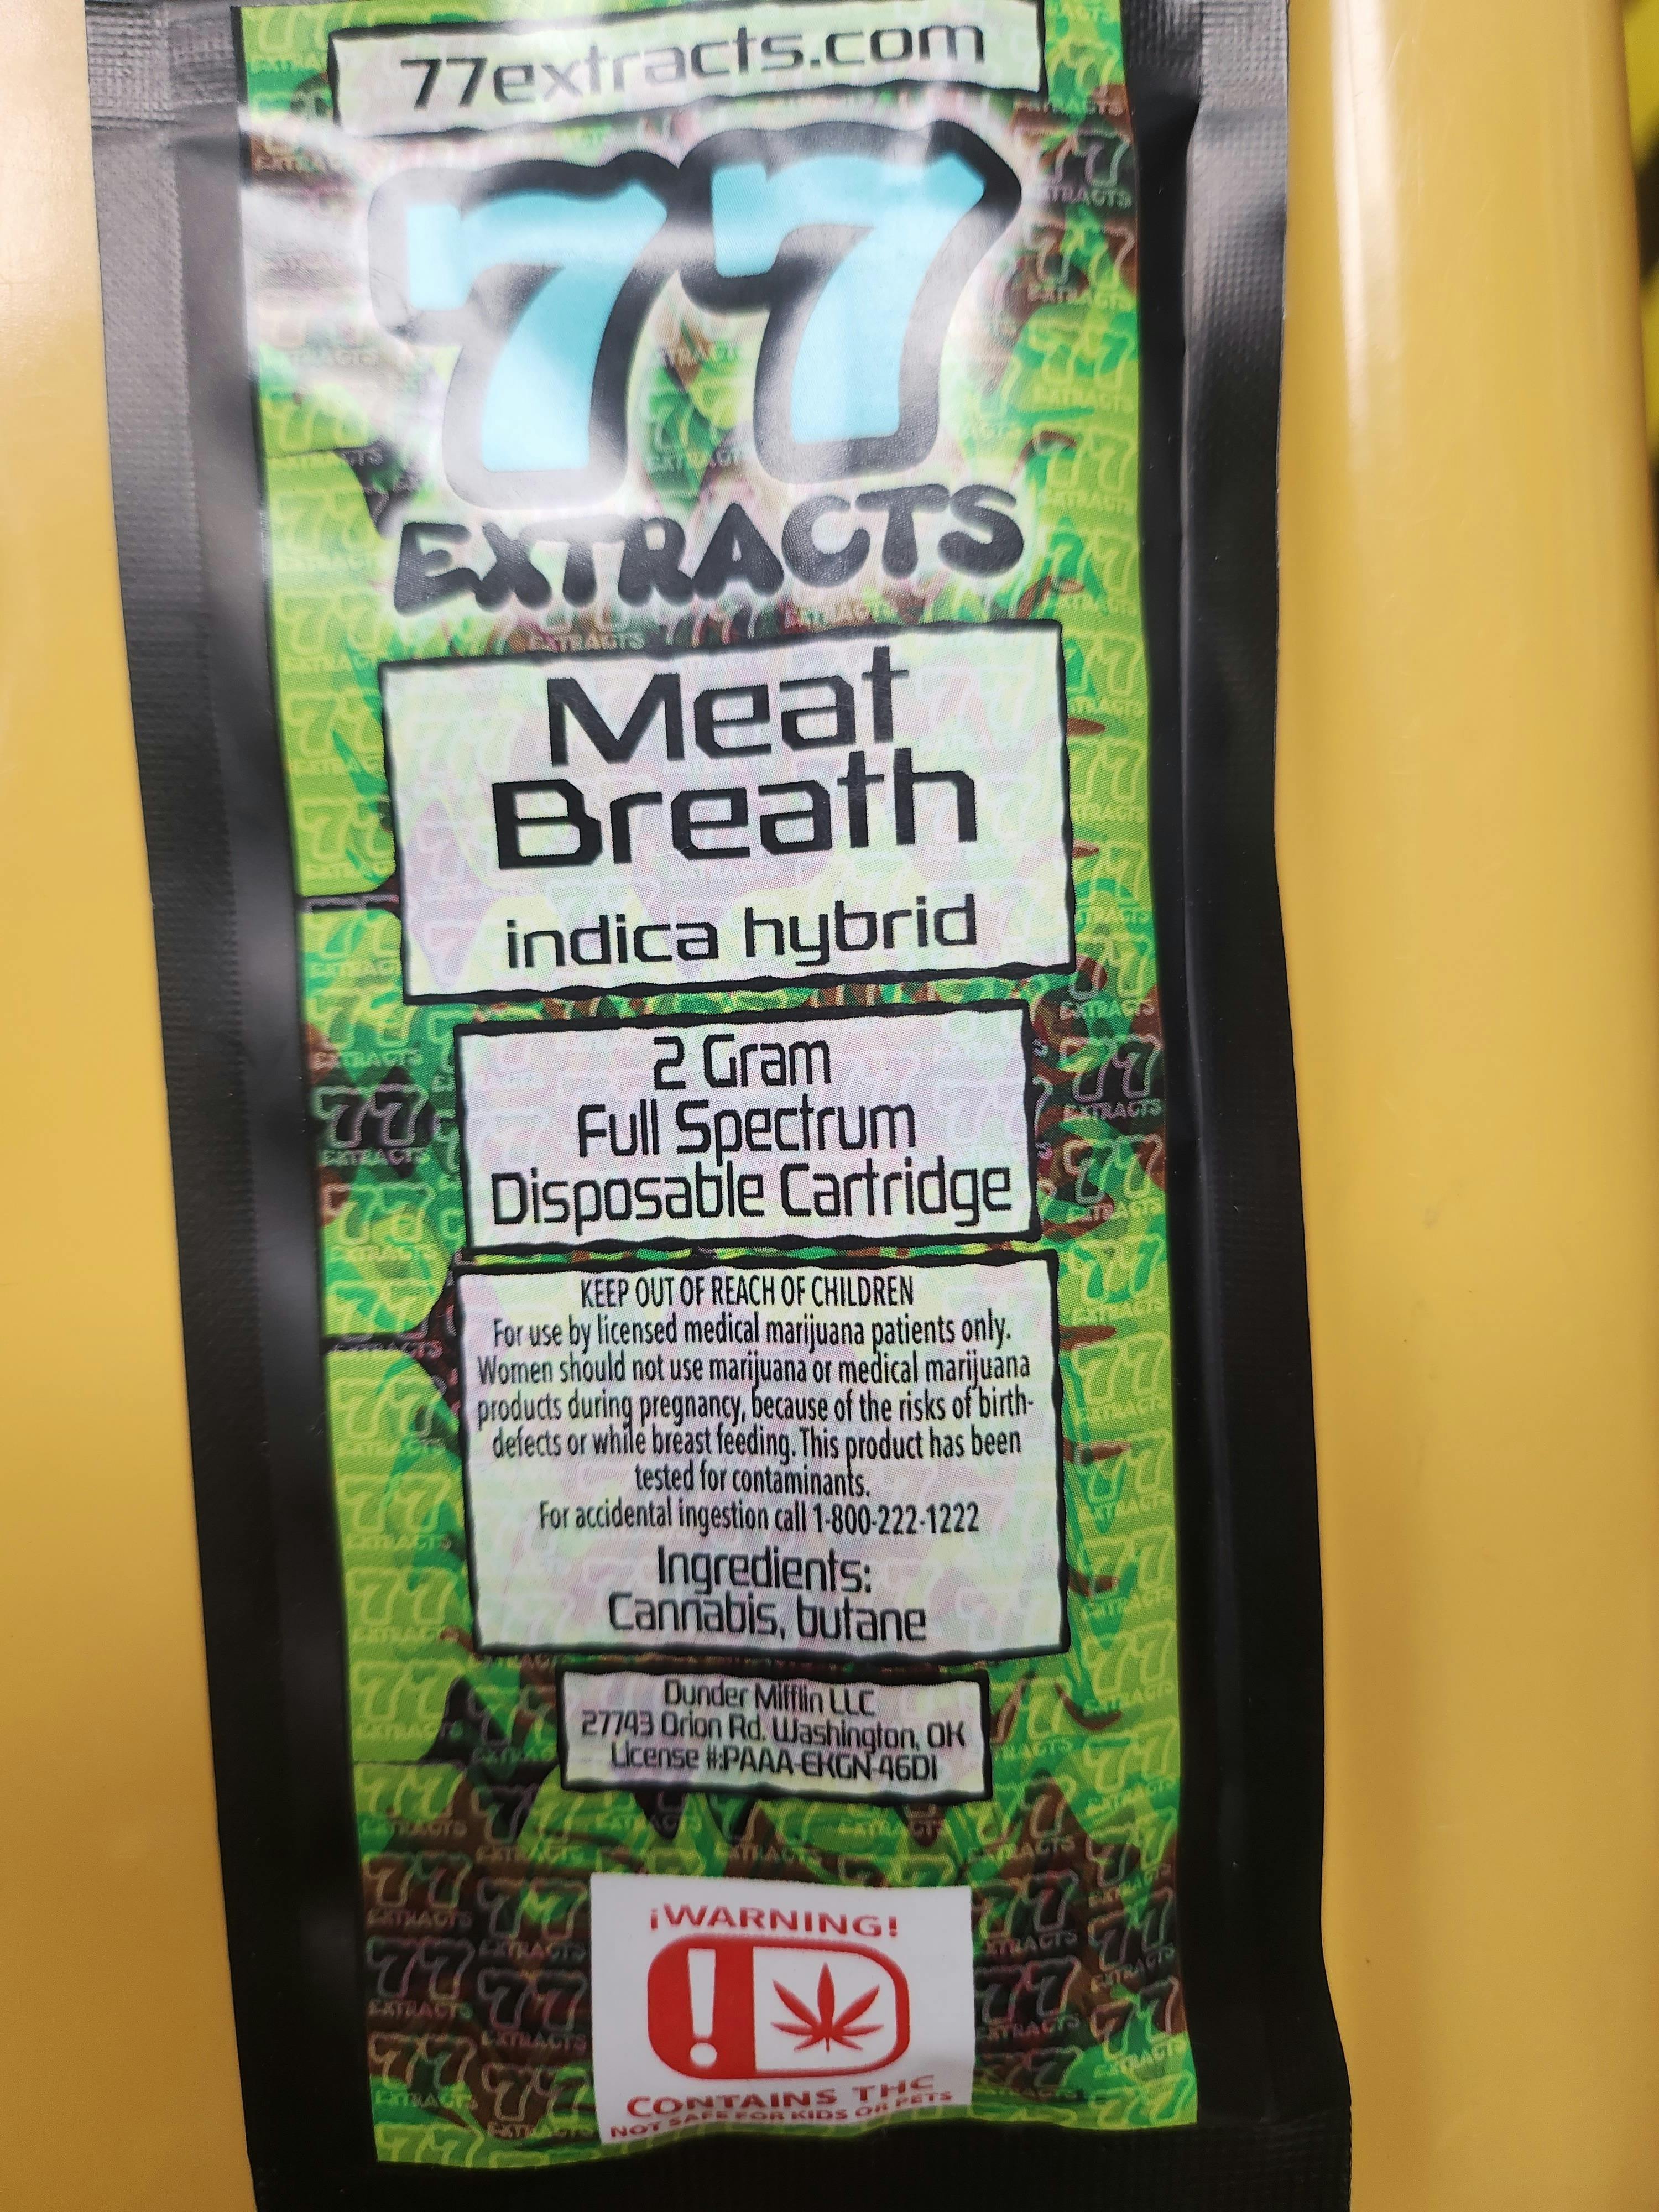 77extracts.com
77
EXTRACTS
Meat
Breath
indica hybrid
2 Gram
Full Spectrum
Disposable Cartridge
KEEP OUT OF REACH OF CHILDREN
For use by licensed medical marijuana patients only.
Women should not use marijuana or medical marijuana
products during pregnancy, because of the risks of birth-
defects or while breast feeding. This product has been
tested for contaminants.
For accidental ingestion call 1-800-222-1222
Ingredients:
Cannabis, butane
Dunder Mifflin LLC
27743 Orion Rd. Washington, OK
License #:PAAA-EKGN-46DI
¡WARNING!
!
CONTAINS THC
NOT SAFE FOR KIDS OR PETS